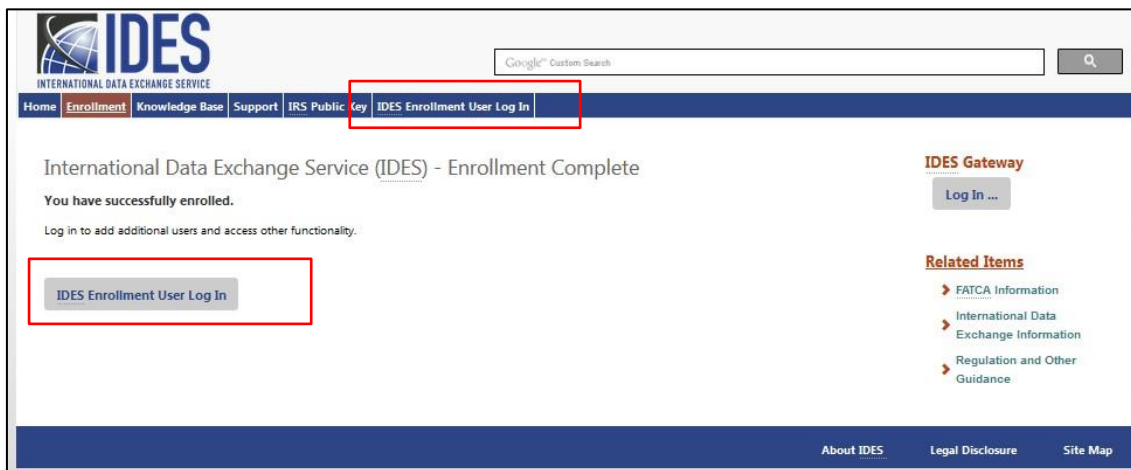 IDES
INTERNATIONAL DATA EXCHANGE SERVICE
Google™ Custom Search
Home Enrollment Knowledge Base Support IRS Public Key IDES Enrollment User Log In
International Data Exchange Service (IDES) - Enrollment Complete
You have successfully enrolled.
Log in to add additional users and access other functionality.
IDES Enrollment User Log In
IDES Gateway
Log In ...
Related Items
FATCA Information
International Data
Exchange Information
Regulation and Other
Guidance
About IDES Legal Disclosure Site Map